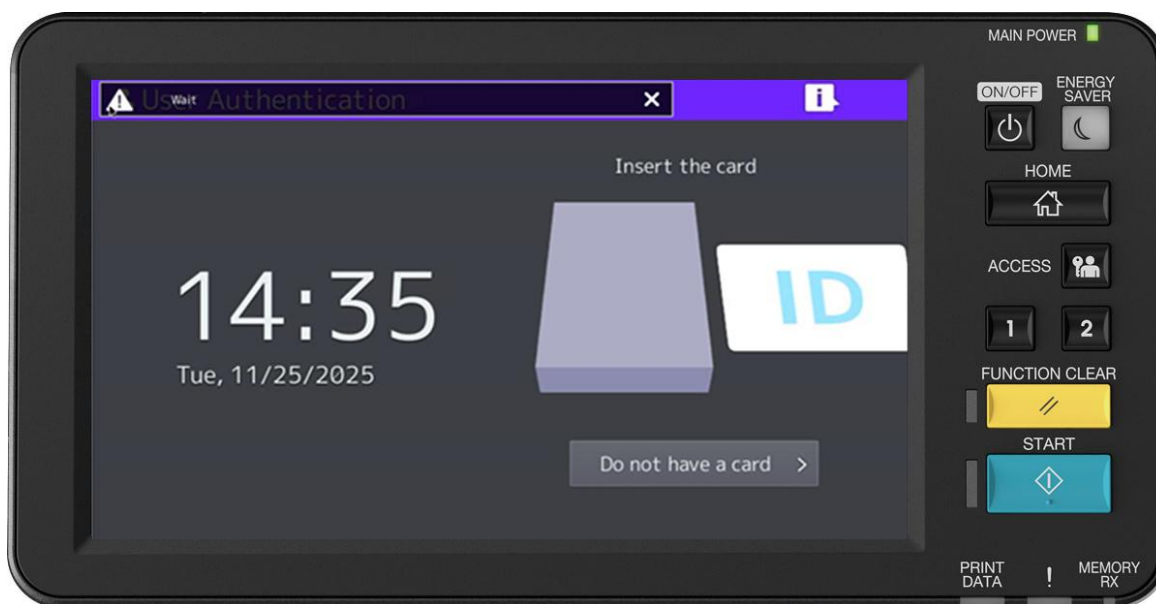 MAIN POWER
Wait
User Authentication
i
Insert the card
ID
14:35
Tue, 11/25/2025
Do not have a card >
ON/OFF
ENERGY
SAVER
HOME
ACCESS
1 2
FUNCTION CLEAR
START
PRINT
DATA
!
MEMORY
RX